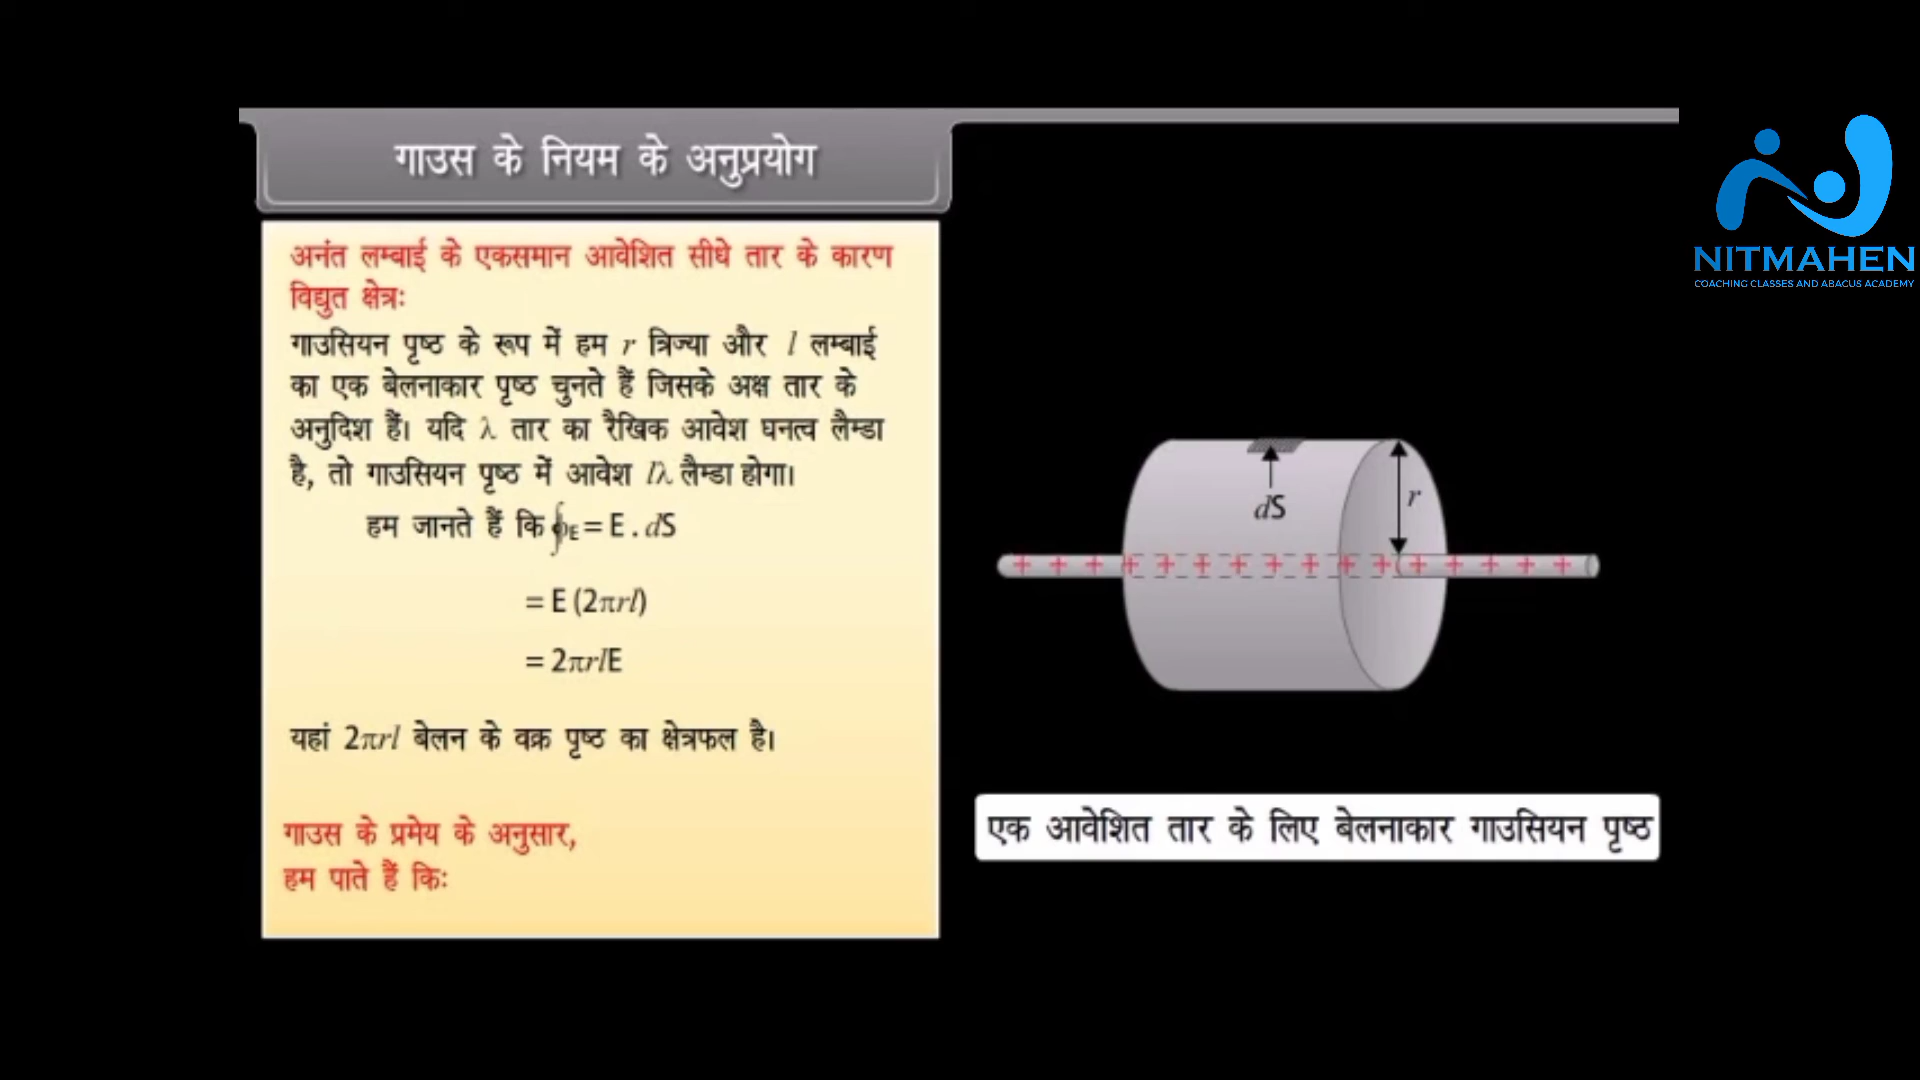 गाउस के नियम के अनुप्रयोग
NITMAHEN
COACHING CLASSES AND ABACUS ACADEMY
अनंत लम्बाई के एकसमान आवेशित सीधे तार के कारण
विद्युत क्षेत्रः
गाउसियन पृष्ठ के रूप में हम r त्रिज्या और l लम्बाई
का एक बेलनाकार पृष्ठ चुनते हैं जिसके अक्ष तार के
अनुदिश हैं। यदि λ तार का रैखिक आवेश घनत्व लैम्डा
है, तो गाउसियन पृष्ठ में आवेश lλ लैम्डा होगा।
हम जानते हैं कि ∮ϕE = E . dS
= E (2πrl)
= 2πrlE
यहां 2πrl बेलन के वक्र पृष्ठ का क्षेत्रफल है।
गाउस के प्रमेय के अनुसार,
हम पाते हैं किः
dS
r
+ + + + + + + + + + + + + + + +
एक आवेशित तार के लिए बेलनाकार गाउसियन पृष्ठ